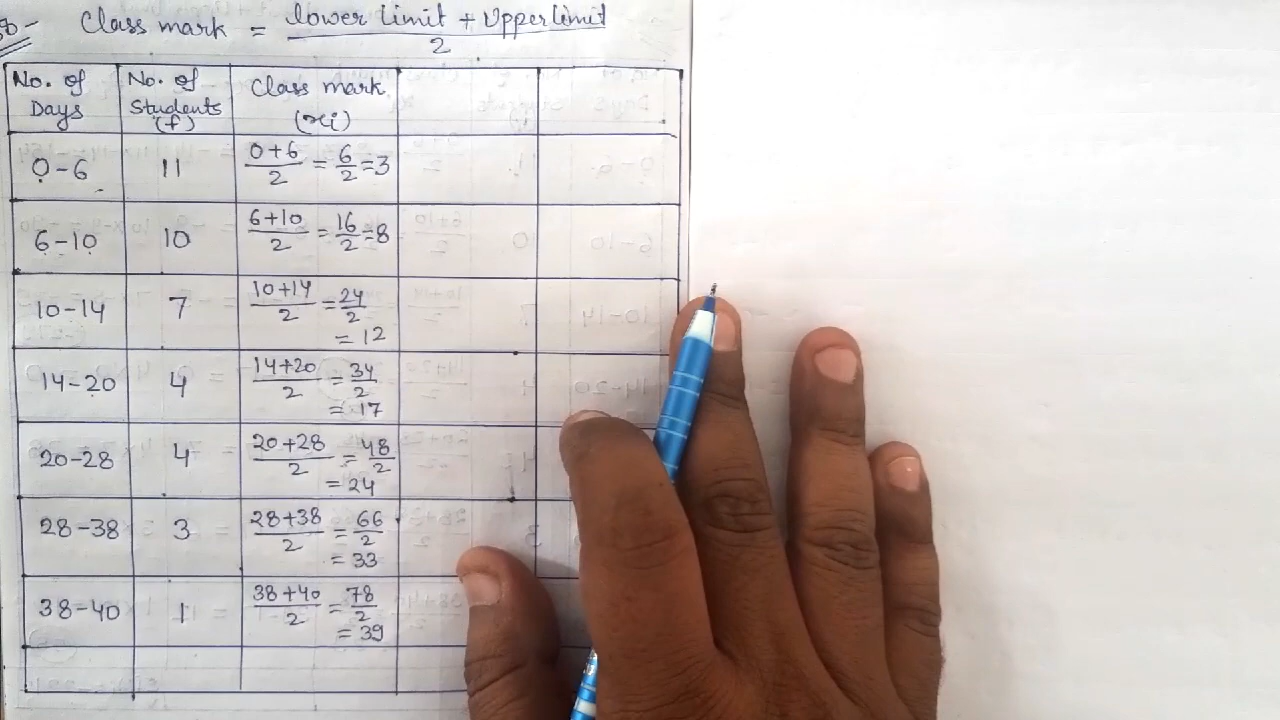 Class mark = lower limit + Upper limit
2
No. of Days No. of Students (f) Class mark (xi)
0-6 11 0+6/2 = 6/2 = 3
6-10 10 6+10/2 = 16/2 = 8
10-14 7 10+14/2 = 24/2
= 12
14-20 4 14+20/2 = 34/2
= 17
20-28 4 20+28/2 = 48/2
= 24
28-38 3 28+38/2 = 66/2
= 33
38-40 1 38+40/2 = 78/2
= 39